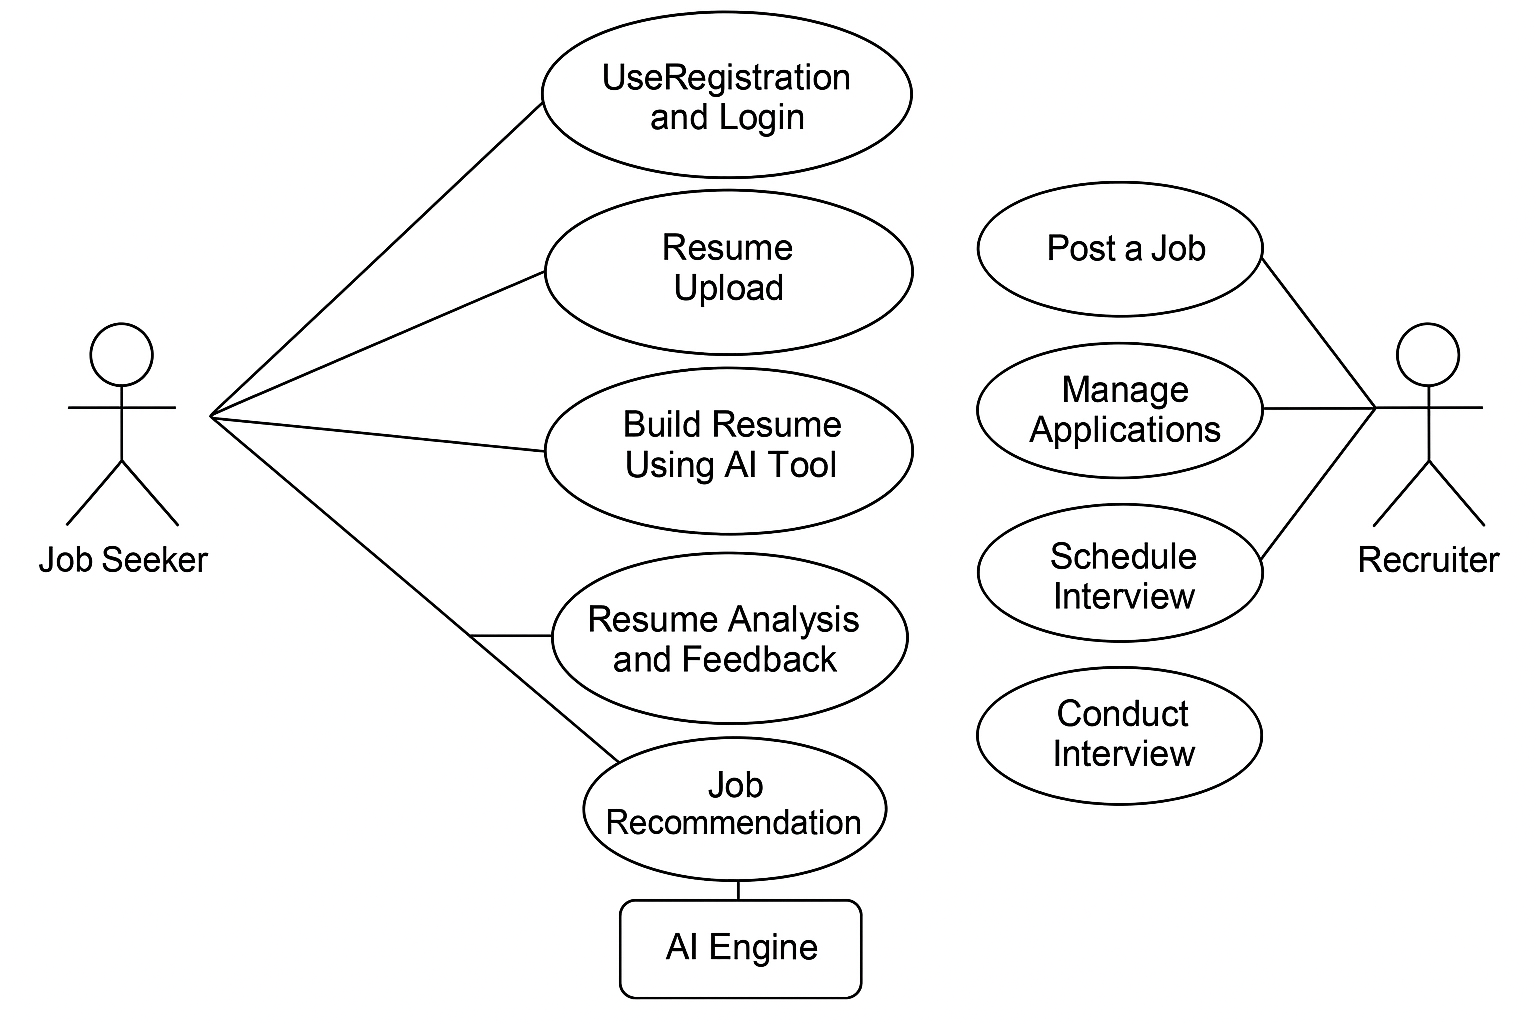 UseRegistration
and Login
Resume
Upload
Build Resume
Using AI Tool
Resume Analysis
and Feedback
Job
Recommendation
AI Engine
Job Seeker
Post a Job
Manage
Applications
Schedule
Interview
Conduct
Interview
Recruiter